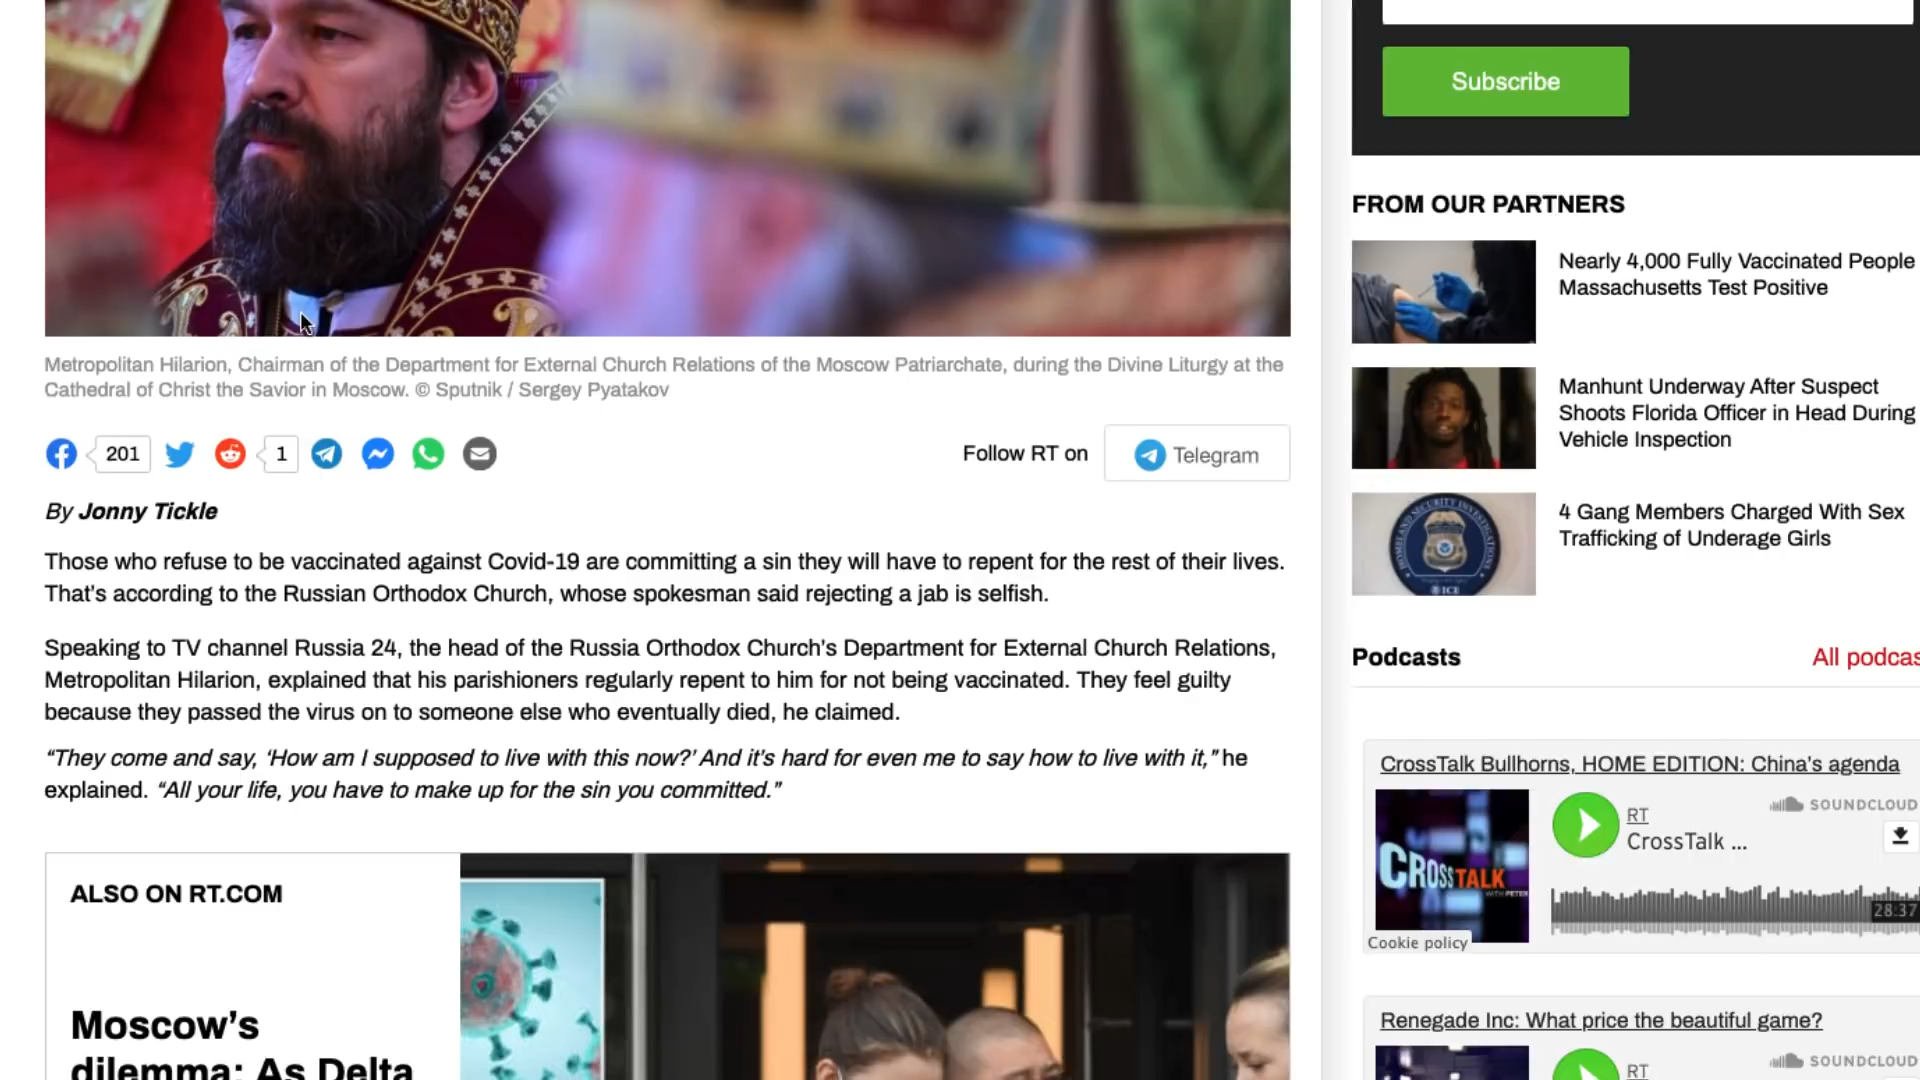 Subscribe
FROM OUR PARTNERS
Nearly 4,000 Fully Vaccinated People
Massachusetts Test Positive
Manhunt Underway After Suspect
Shoots Florida Officer in Head During
Vehicle Inspection
4 Gang Members Charged With Sex
Trafficking of Underage Girls
Metropolitan Hilarion, Chairman of the Department for External Church Relations of the Moscow Patriarchate, during the Divine Liturgy at the
Cathedral of Christ the Savior in Moscow. © Sputnik / Sergey Pyatakov
201
1
Follow RT on
Telegram
By Jonny Tickle
Those who refuse to be vaccinated against Covid-19 are committing a sin they will have to repent for the rest of their lives.
That's according to the Russian Orthodox Church, whose spokesman said rejecting a jab is selfish.
Speaking to TV channel Russia 24, the head of the Russia Orthodox Church's Department for External Church Relations,
Metropolitan Hilarion, explained that his parishioners regularly repent to him for not being vaccinated. They feel guilty
because they passed the virus on to someone else who eventually died, he claimed.
“They come and say, ‘How am I supposed to live with this now?’ And it's hard for even me to say how to live with it,” he
explained. “All your life, you have to make up for the sin you committed.”
ALSO ON RT.COM
Moscow's
dilemma: As Delta
Podcasts
All podcas
CrossTalk Bullhorns, HOME EDITION: China's agenda
CROSSTALK
WITH PETER
RT
CrossTalk ...
SOUNDCLOUD
28:37
Cookie policy
Renegade Inc: What price the beautiful game?
RT
SOUNDCLOUD